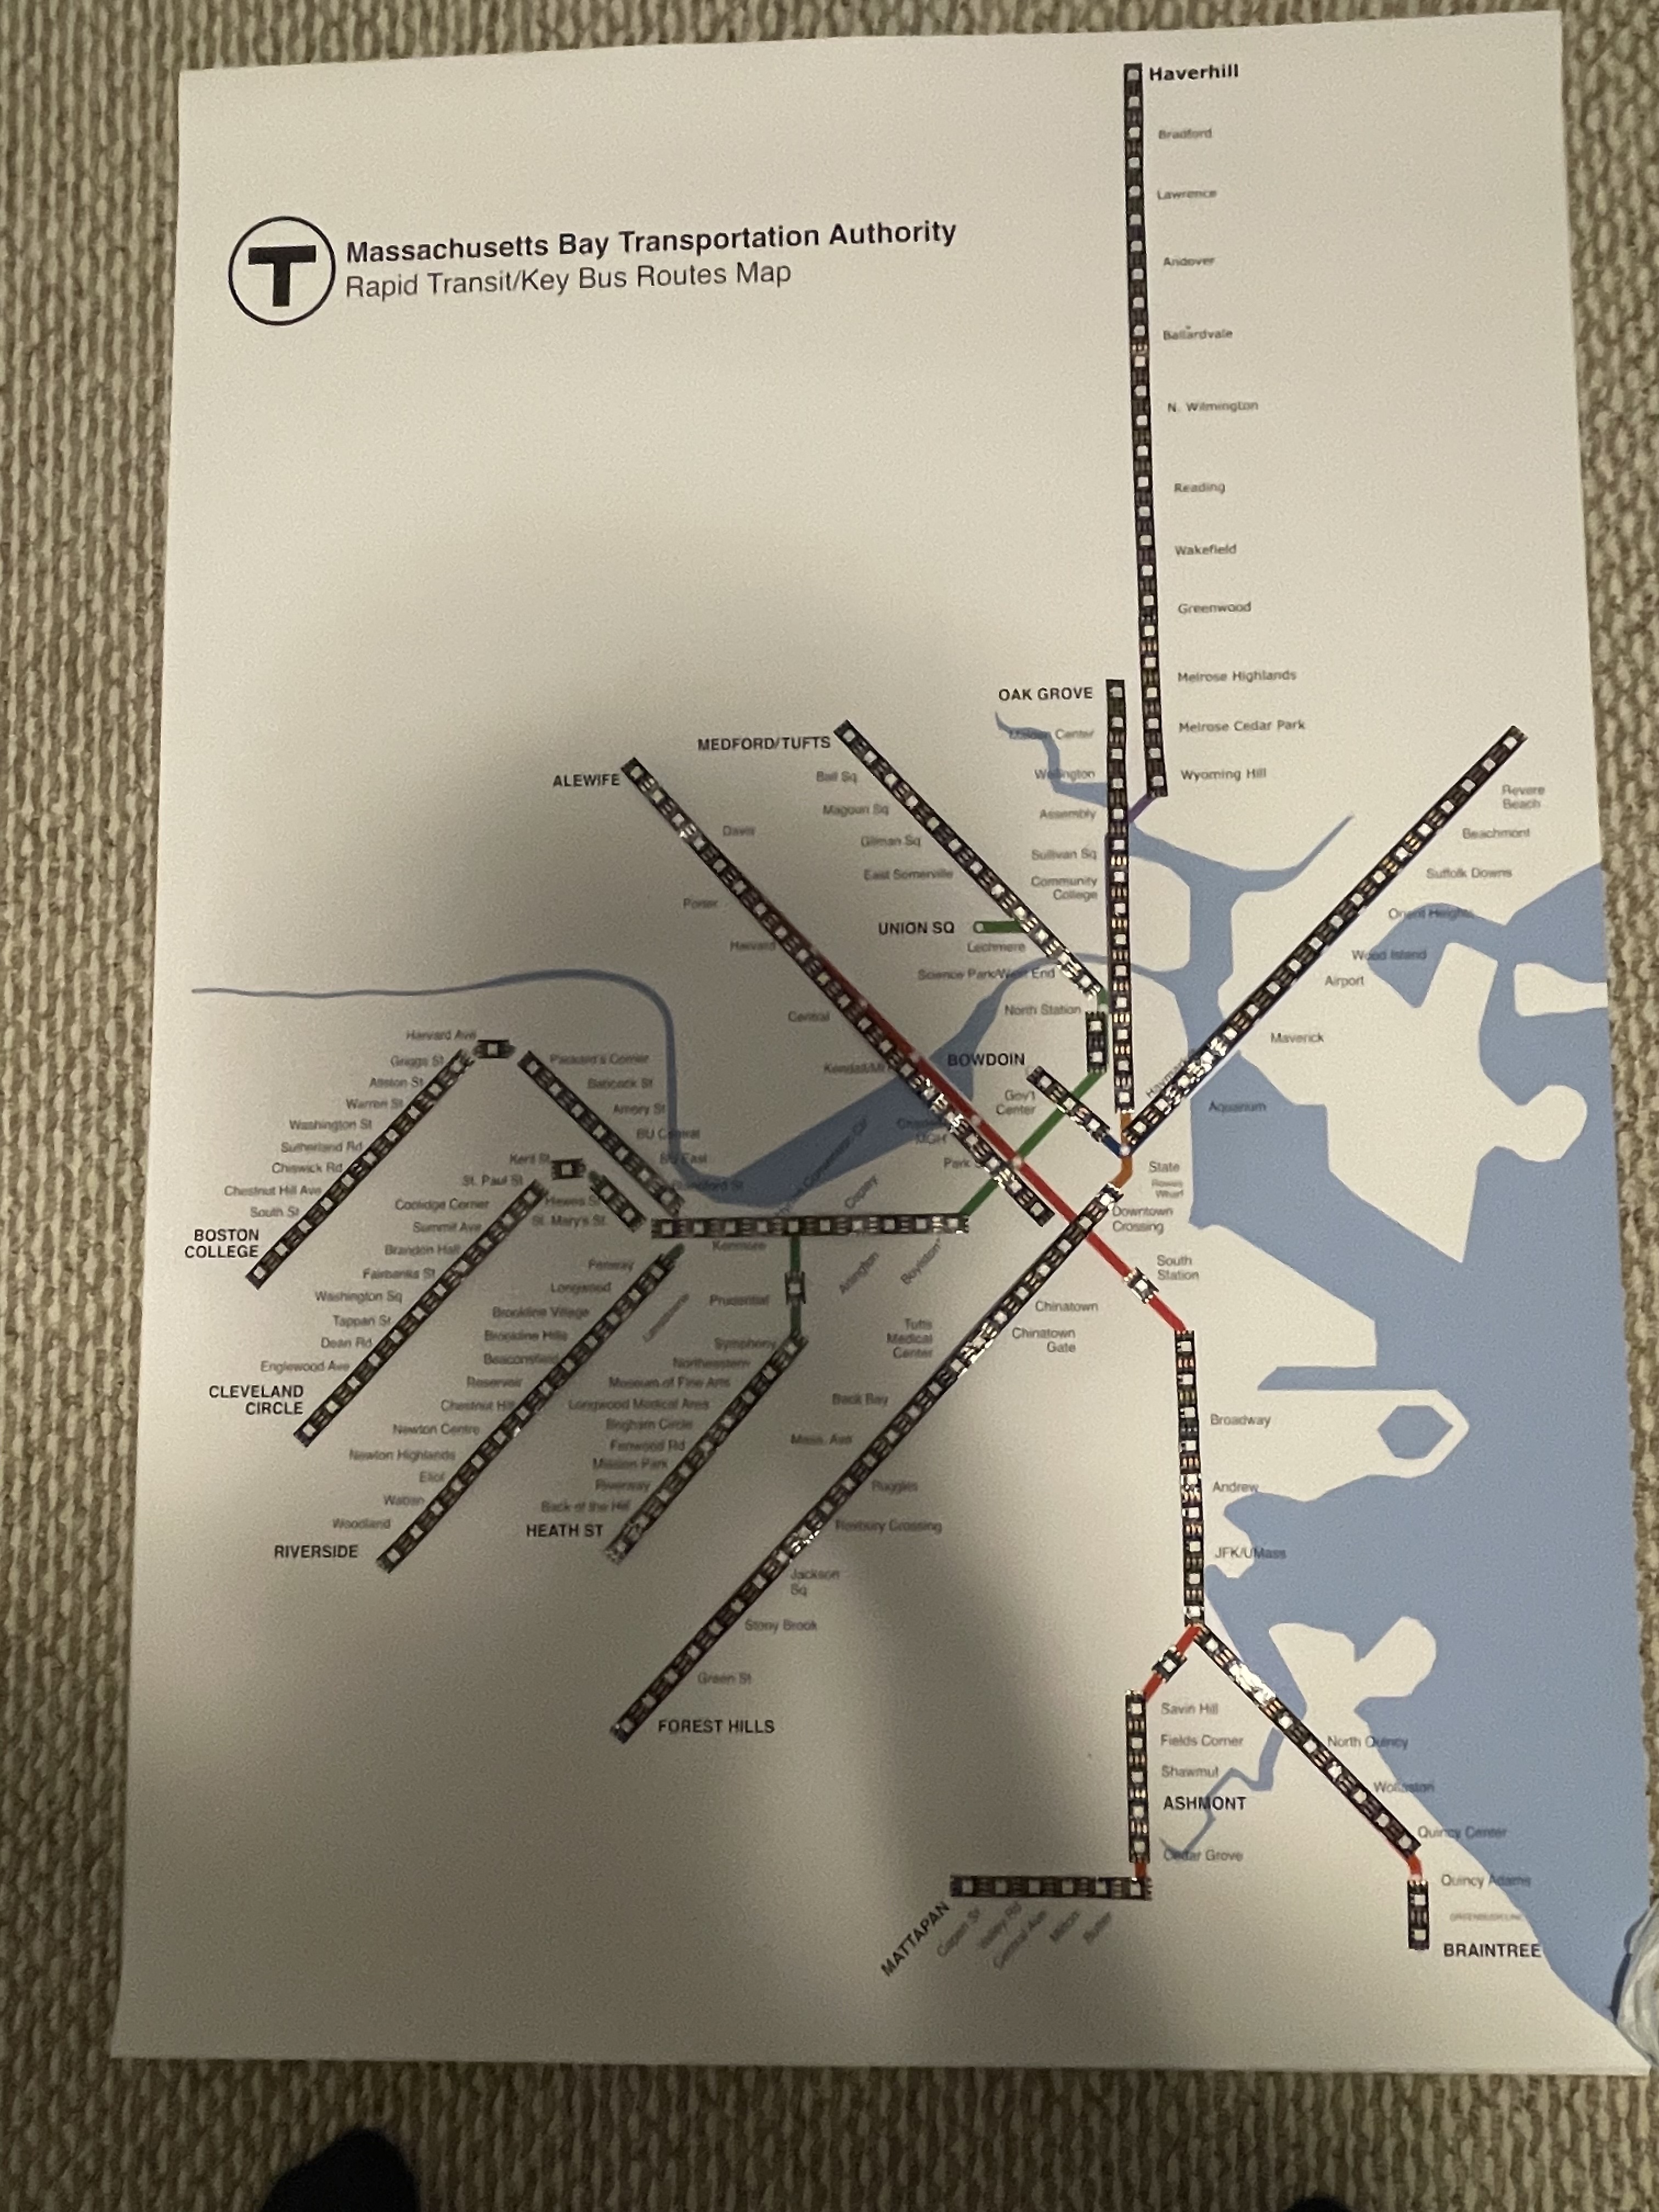 T
Massachusetts Bay Transportation Authority
Rapid Transit/Key Bus Routes Map
Haverhill
Bradford
Lawrence
Andover
Ballardvale
N. Wilmington
Reading
Wakefield
Greenwood
Melrose Highlands
Melrose Cedar Park
Wyoming Hill
OAK GROVE
Malden Center
Wellington
Assembly
Sullivan Sq
Community
College
MEDFORD/TUFTS
Ball Sq
Magoun Sq
Gilman Sq
East Somerville
UNION SQ
Lechmere
Science Park/West End
North Station
ALEWIFE
Davis
Porter
Harvard
Central
Kendall/MIT
MGH
Park
BOWDOIN
Gov't
Center
Revere
Beach
Beachmont
Suffolk Downs
Orient Heights
Wood Island
Airport
Maverick
Aquarium
State
Rowes
Wharf
Downtown
Crossing
South
Station
Chinatown
Chinatown
Gate
Tufts
Medical
Center
Back Bay
Mass. Ave
Ruggles
Roxbury Crossing
Jackson
Sq
Stony Brook
Green St
FOREST HILLS
Harvard Ave
Griggs St
Allston St
Warren St
Washington St
Sutherland Rd
Chiswick Rd
Chestnut Hill Ave
South St
BOSTON
COLLEGE
Packard's Corner
Babcock St
Amory St
BU Central
BU East
Blandford St
Kent St
St. Paul St
Coolidge Corner
Summit Ave
Brandon Hall
Fairbanks St
Washington Sq
Tappan St
Dean Rd
Englewood Ave
CLEVELAND
CIRCLE
Hawes St
St. Mary's St.
Kenmore
Copley
Arlington
Boylston
Fenway
Longwood
Brookline Village
Brookline Hills
Beaconsfield
Reservoir
Chestnut Hill
Newton Centre
Newton Highlands
Eliot
Waban
Woodland
RIVERSIDE
Prudential
Symphony
Northeastern
Museum of Fine Arts
Longwood Medical Area
Brigham Circle
Fenwood Rd
Mission Park
Riverway
Back of the Hill
HEATH ST
Broadway
Andrew
JFK/UMass
Savin Hill
Fields Corner
Shawmut
ASHMONT
Cedar Grove
MATTAPAN
Capen St
Valley Rd
Central Ave
Milton
Butler
North Quincy
Wollaston
Quincy Center
Quincy Adams
BRAINTREE